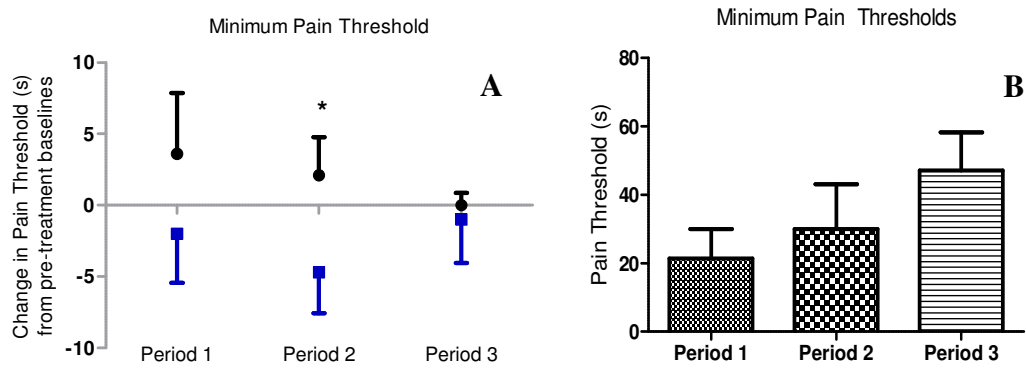 Minimum Pain Threshold
A
Change in Pain Threshold (s)
from pre-treatment baselines
10
5
0
-5
-10
*
Period 1 Period 2 Period 3
Minimum Pain Thresholds
B
Pain Threshold (s)
80
60
40
20
0
Period 1 Period 2 Period 3